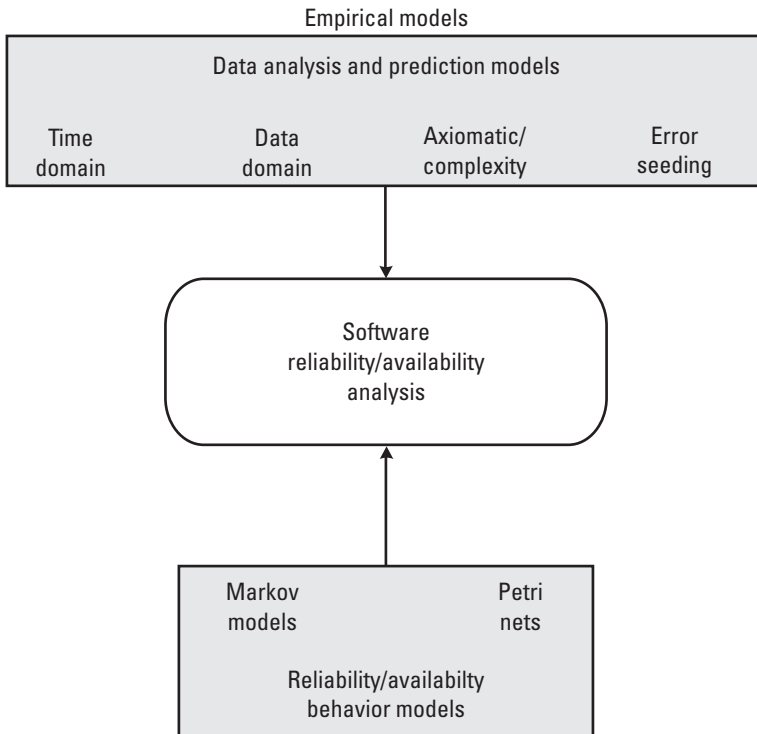 Empirical models
Data analysis and prediction models
Time
domain
Data
domain
Axiomatic/
complexity
Error
seeding
Software
reliability/availability
analysis
Markov
models
Petri
nets
Reliability/availabilty
behavior models